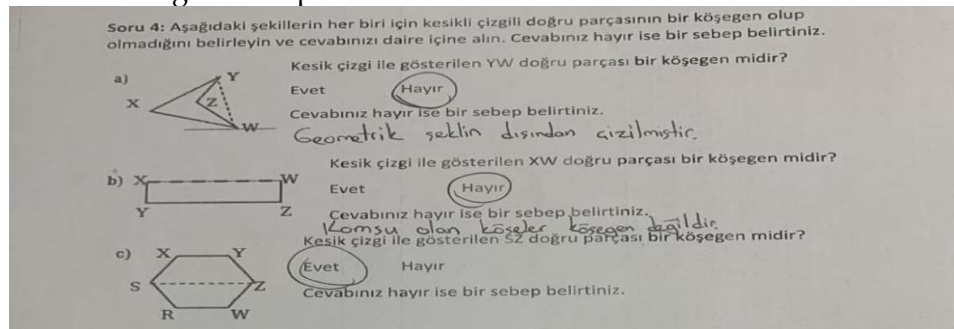 Soru 4: Aşağıdaki şekillerin her biri için kesikli çizgili doğru parçasının bir köşegen olup
olmadığını belirleyin ve cevabınızı daire içine alın. Cevabınız hayır ise bir sebep belirtiniz.
Kesik çizgi ile gösterilen YW doğru parçası bir köşegen midir?
a)
Y
X
Z
W
Evet Hayır
Cevabınız hayır ise bir sebep belirtiniz.
Geometrik şeklin dışından çizilmiştir.
Kesik çizgi ile gösterilen XW doğru parçası bir köşegen midir?
b) X W
Y Z
Evet Hayır
Cevabınız hayır ise bir sebep belirtiniz.
Komşu olan köşeler köşegen değildir.
Kesik çizgi ile gösterilen SZ doğru parçası bir köşegen midir?
c) X Y
S Z
R W
Evet Hayır
Cevabınız hayır ise bir sebep belirtiniz.